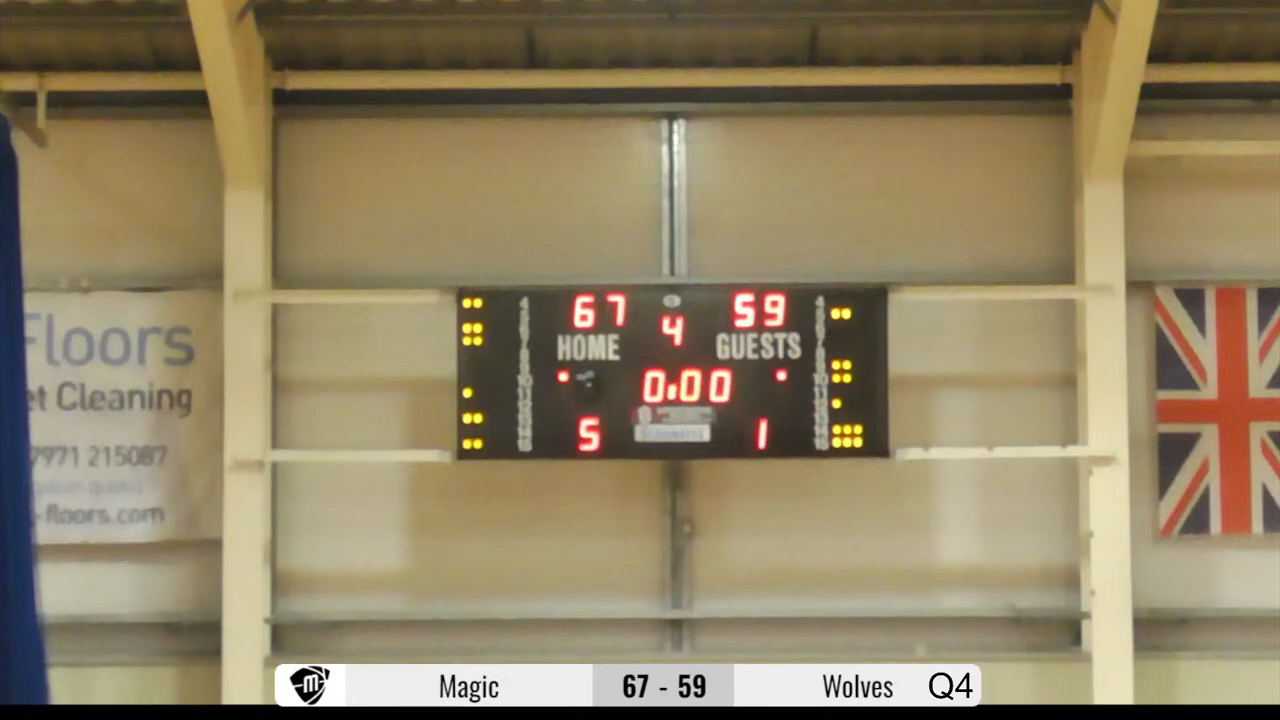 Floors
et Cleaning
7971 215087
-floors.com
67 59
4
HOME GUESTS
0:00
5 1
M
Magic 67 - 59 Wolves Q4